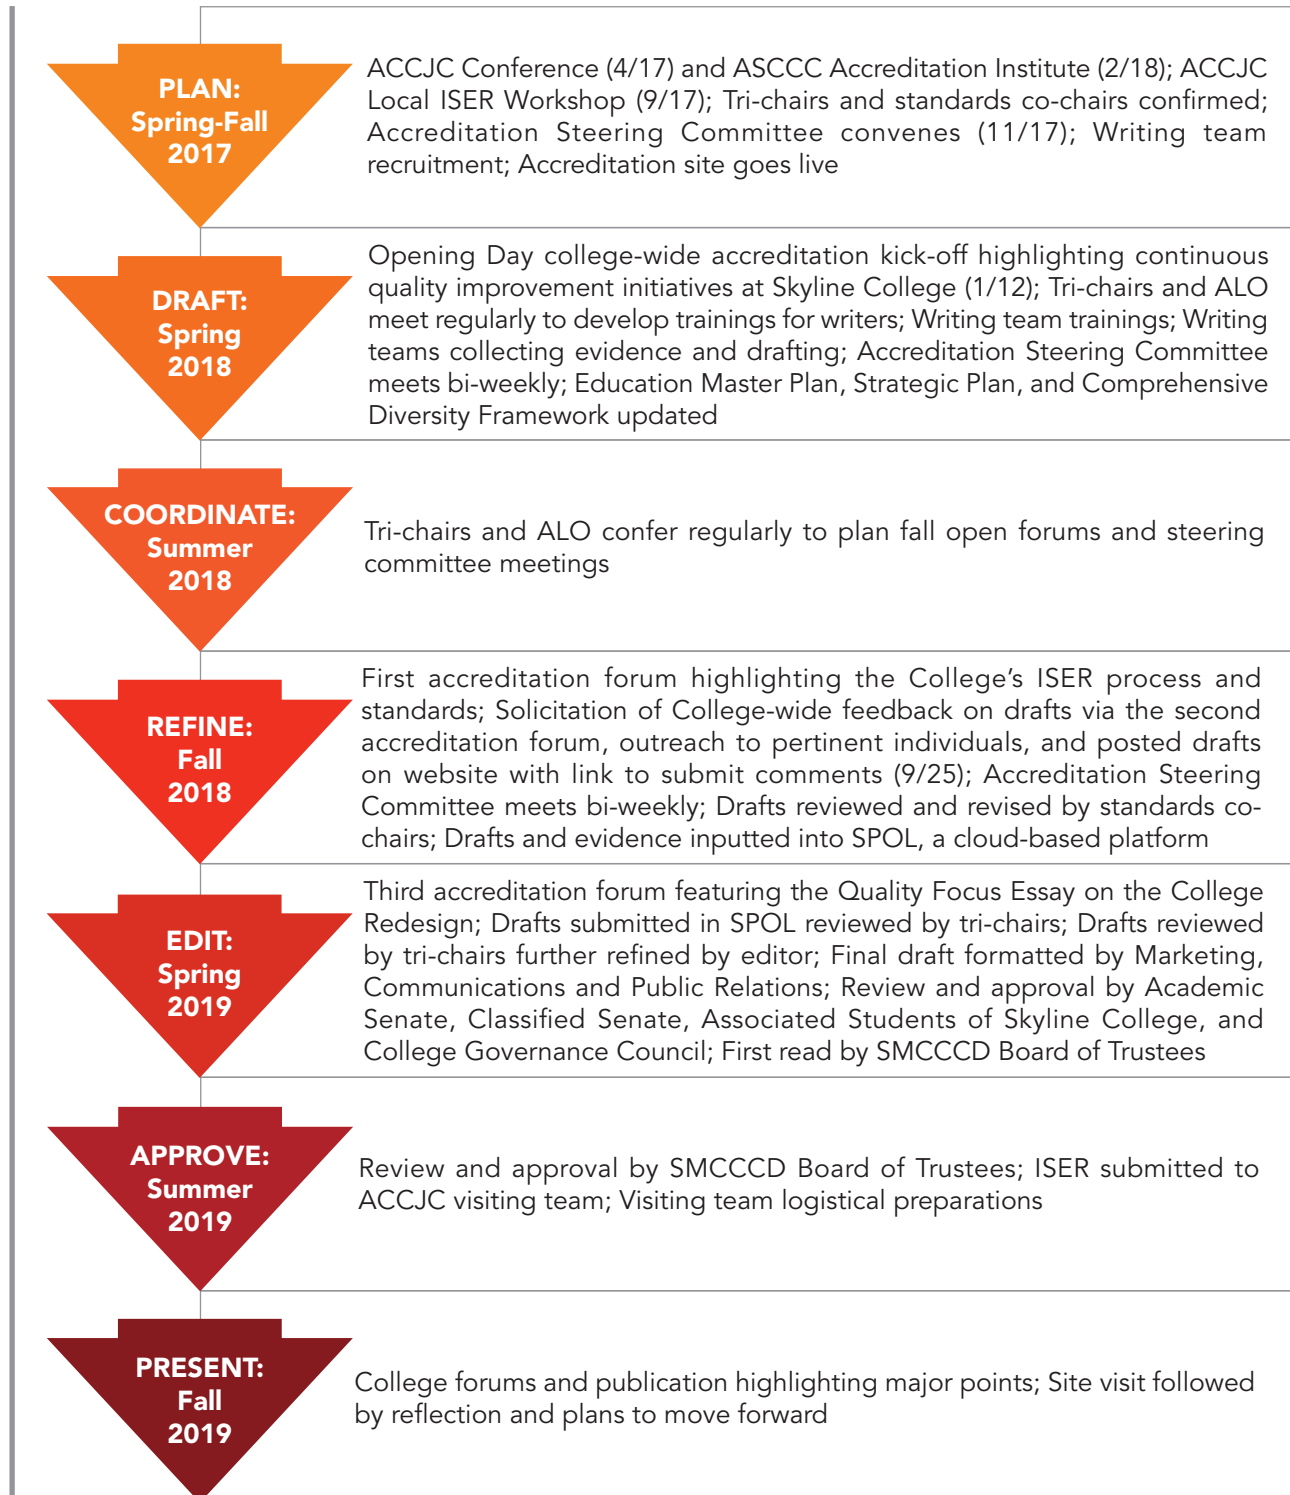 PLAN:
Spring-Fall
2017
ACCJC Conference (4/17) and ASCCC Accreditation Institute (2/18); ACCJC
Local ISER Workshop (9/17); Tri-chairs and standards co-chairs confirmed;
Accreditation Steering Committee convenes (11/17); Writing team
recruitment; Accreditation site goes live
DRAFT:
Spring
2018
Opening Day college-wide accreditation kick-off highlighting continuous
quality improvement initiatives at Skyline College (1/12); Tri-chairs and ALO
meet regularly to develop trainings for writers; Writing team trainings; Writing
teams collecting evidence and drafting; Accreditation Steering Committee
meets bi-weekly; Education Master Plan, Strategic Plan, and Comprehensive
Diversity Framework updated
COORDINATE:
Summer
2018
Tri-chairs and ALO confer regularly to plan fall open forums and steering
committee meetings
REFINE:
Fall
2018
First accreditation forum highlighting the College’s ISER process and
standards; Solicitation of College-wide feedback on drafts via the second
accreditation forum, outreach to pertinent individuals, and posted drafts
on website with link to submit comments (9/25); Accreditation Steering
Committee meets bi-weekly; Drafts reviewed and revised by standards co-
chairs; Drafts and evidence inputted into SPOL, a cloud-based platform
EDIT:
Spring
2019
Third accreditation forum featuring the Quality Focus Essay on the College
Redesign; Drafts submitted in SPOL reviewed by tri-chairs; Drafts reviewed
by tri-chairs further refined by editor; Final draft formatted by Marketing,
Communications and Public Relations; Review and approval by Academic
Senate, Classified Senate, Associated Students of Skyline College, and
College Governance Council; First read by SMCCCD Board of Trustees
APPROVE:
Summer
2019
Review and approval by SMCCCD Board of Trustees; ISER submitted to
ACCJC visiting team; Visiting team logistical preparations
PRESENT:
Fall
2019
College forums and publication highlighting major points; Site visit followed
by reflection and plans to move forward